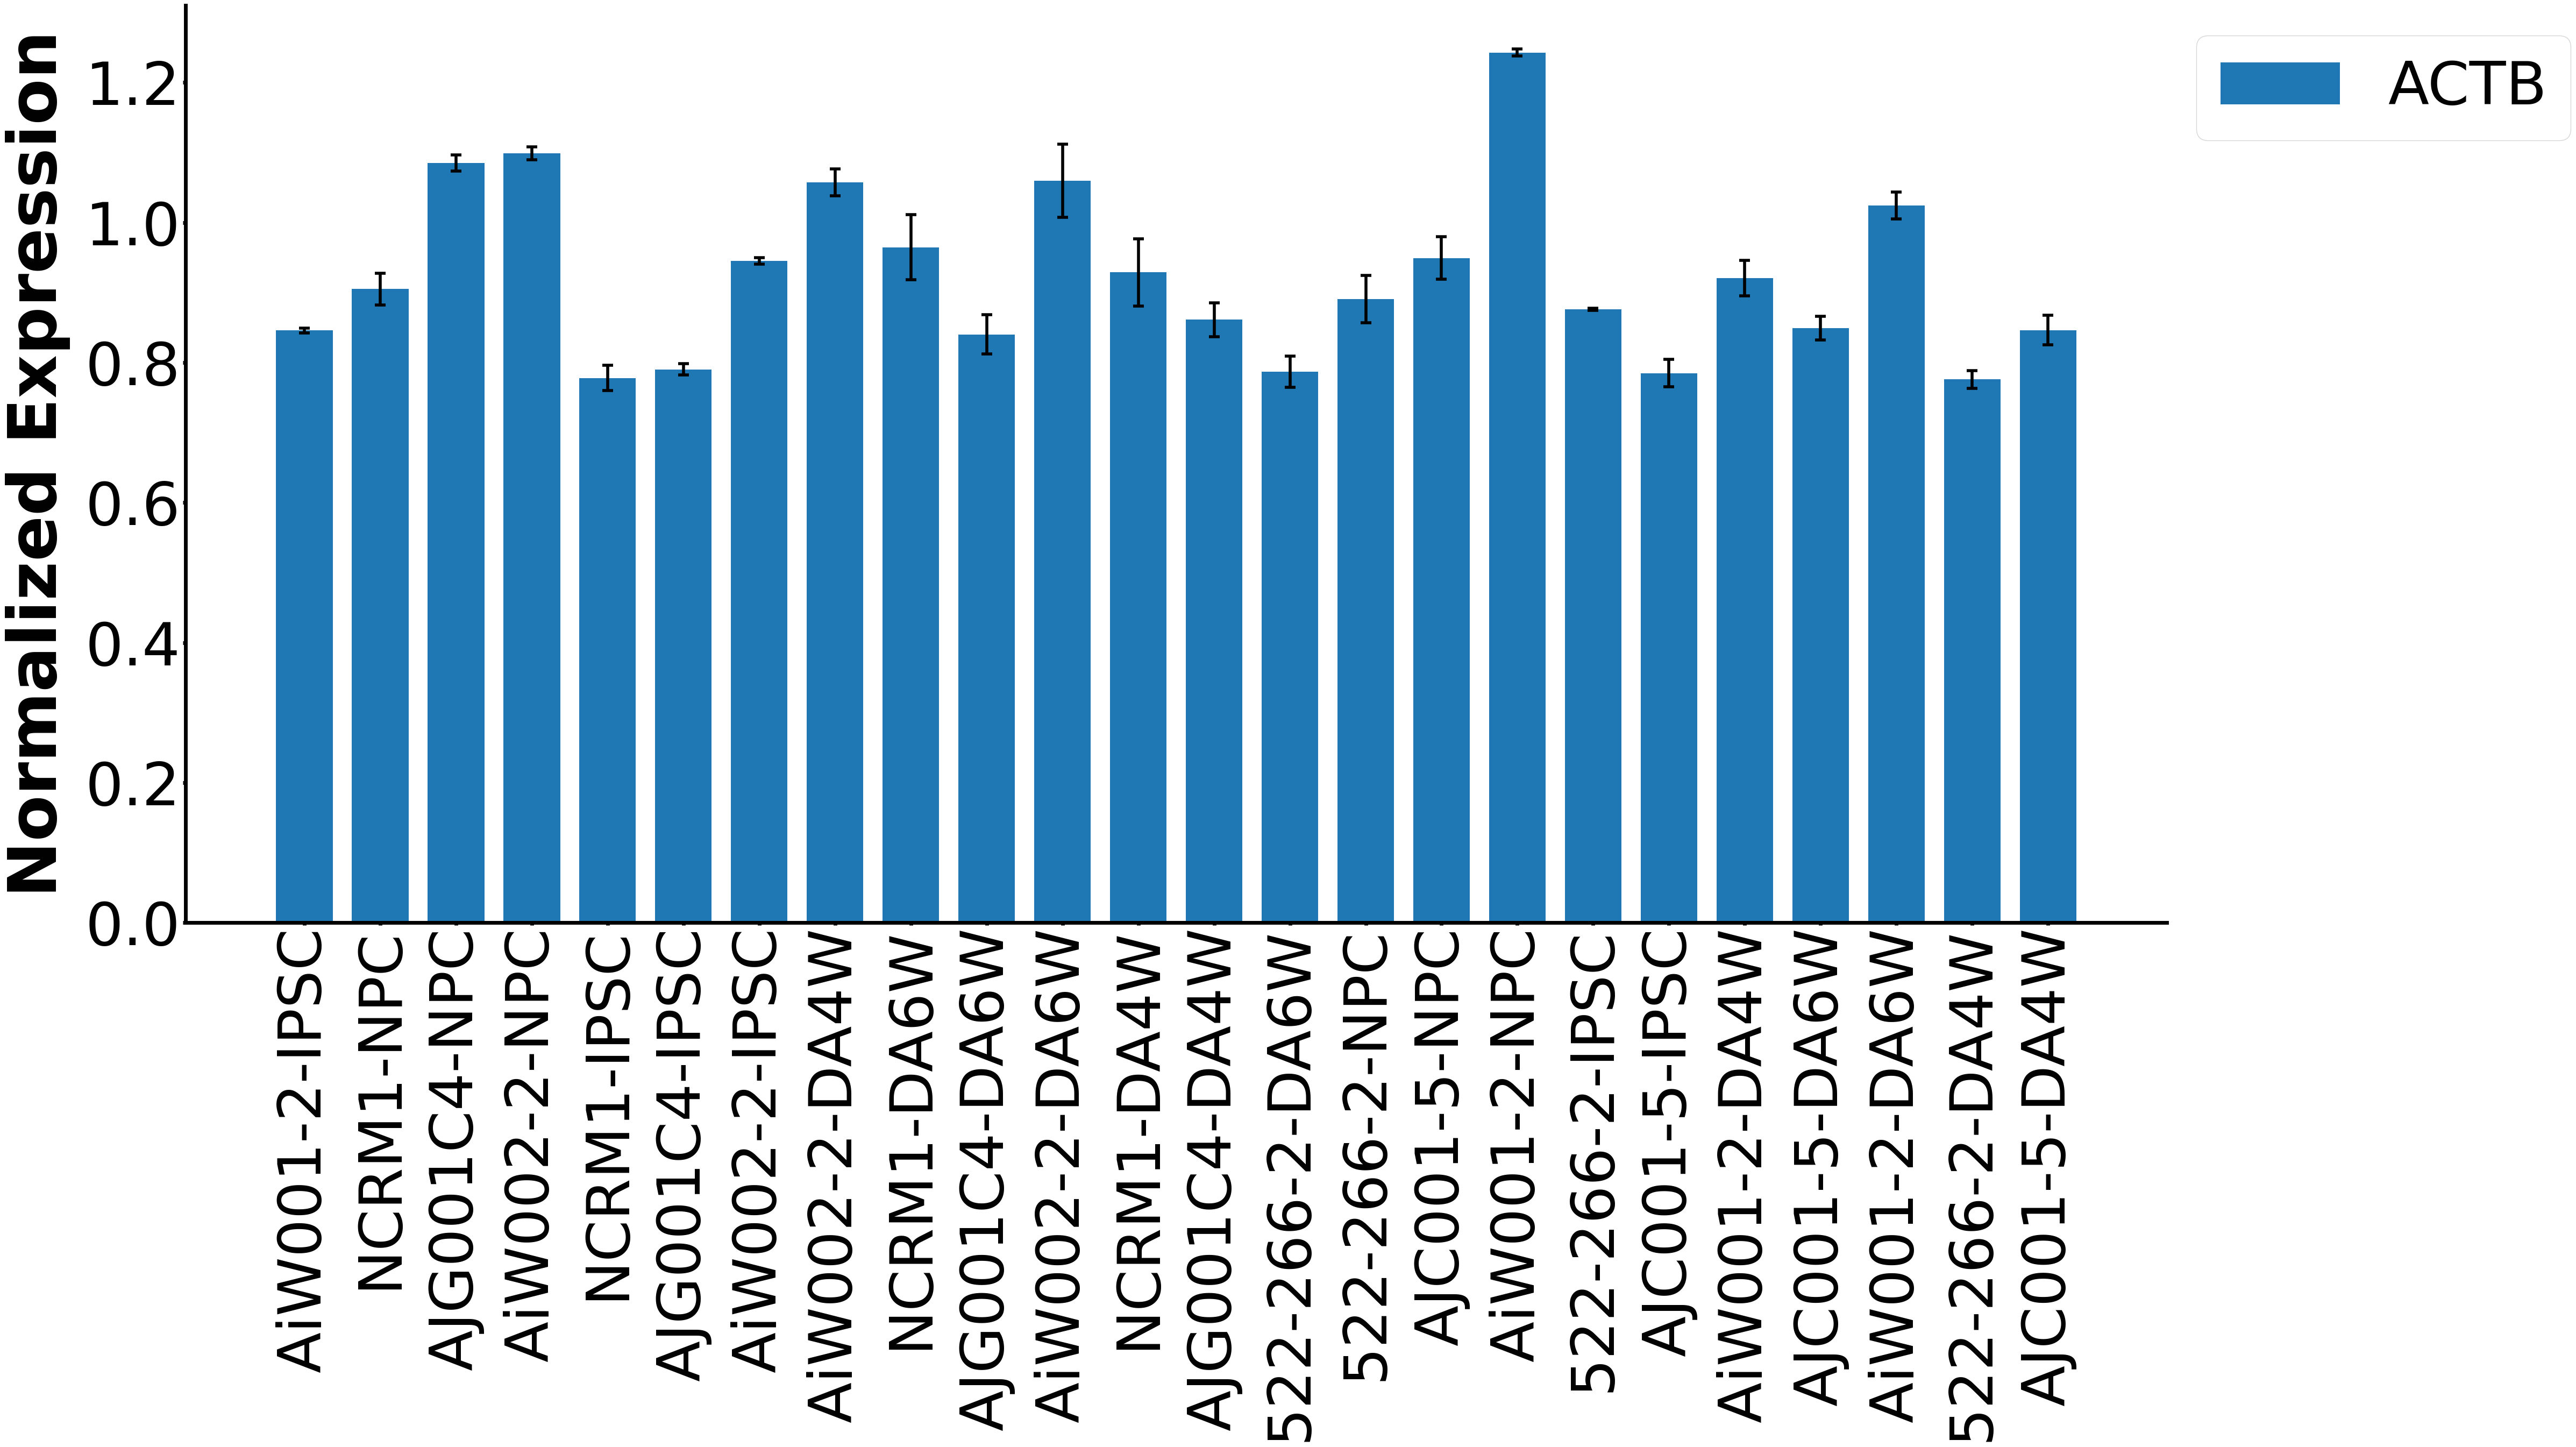 Normalized Expression
1.2
1.0
0.8
0.6
0.4
0.2
0.0
ACTB
AiW001-2-IPSC
NCRM1-NPC
AJG001C4-NPC
AiW002-2-NPC
NCRM1-IPSC
AJG001C4-IPSC
AiW002-2-IPSC
AiW002-2-DA4W
NCRM1-DA6W
AJG001C4-DA6W
AiW002-2-DA6W
NCRM1-DA4W
AJG001C4-DA4W
522-266-2-DA6W
522-266-2-NPC
AJC001-5-NPC
AiW001-2-NPC
522-266-2-IPSC
AJC001-5-IPSC
AiW001-2-DA4W
AJC001-5-DA6W
AiW001-2-DA6W
522-266-2-DA4W
AJC001-5-DA4W